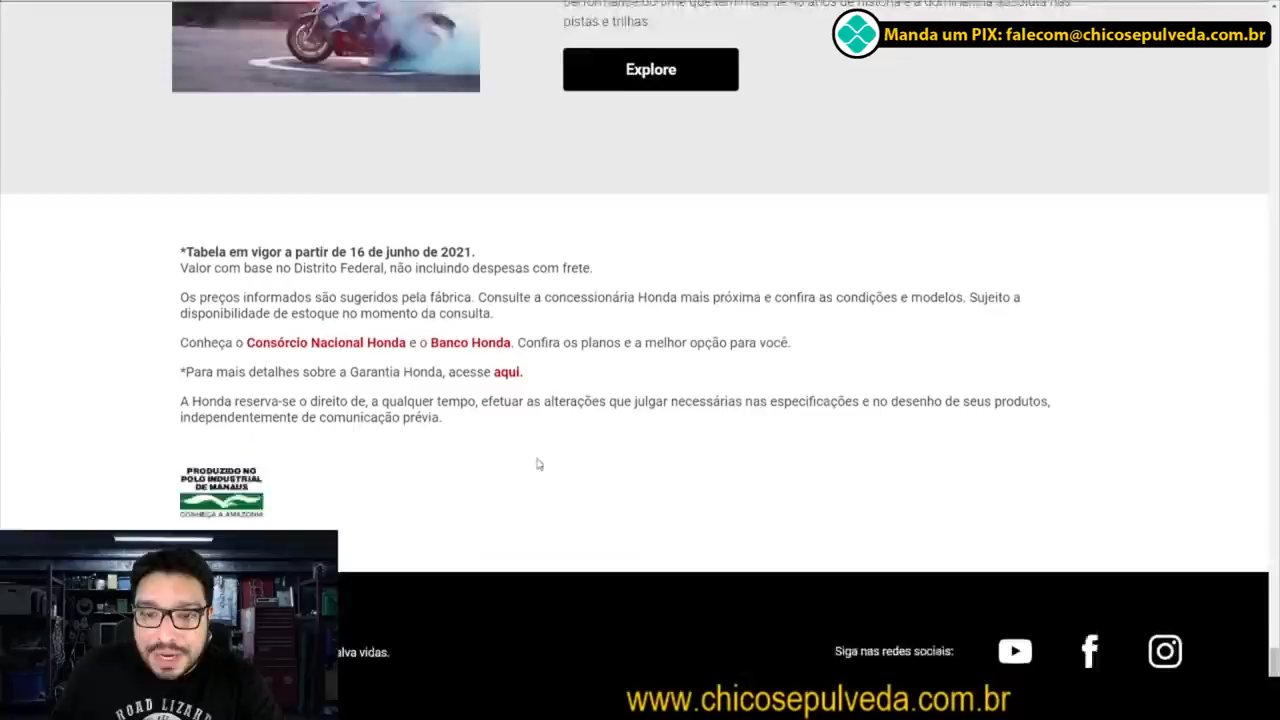 pistas e trilhas
Manda um PIX: falecom@chicosepulveda.com.br
Explore
*Tabela em vigor a partir de 16 de junho de 2021.
Valor com base no Distrito Federal, não incluindo despesas com frete.
Os preços informados são sugeridos pela fábrica. Consulte a concessionária Honda mais próxima e confira as condições e modelos. Sujeito a
disponibilidade de estoque no momento da consulta.
Conheça o Consórcio Nacional Honda e o Banco Honda. Confira os planos e a melhor opção para você.
*Para mais detalhes sobre a Garantia Honda, acesse aqui.
A Honda reserva-se o direito de, a qualquer tempo, efetuar as alterações que julgar necessárias nas especificações e no desenho de seus produtos,
independentemente de comunicação prévia.
PRODUZIDO NO
POLO INDUSTRIAL
DE MANAUS
CONHEÇA A AMAZONIA
alva vidas.
Siga nas redes sociais:
ROAD LIZAR
www.chicosepulveda.com.br